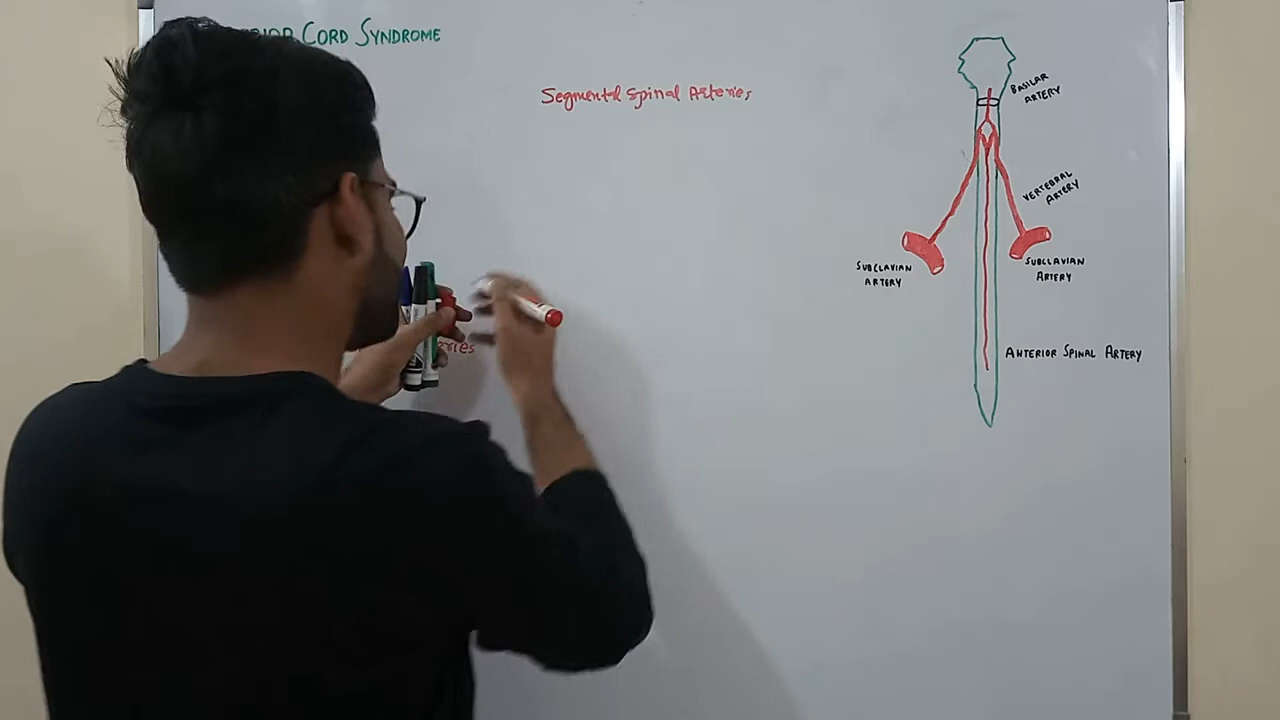 CORD SYNDROME
Segmental Spinal Arteries
BASILAR
ARTERY
VERTEBRAL
ARTERY
SUBCLAVIAN
ARTERY
SUBCLAVIAN
ARTERY
ANTERIOR SPINAL ARTERY